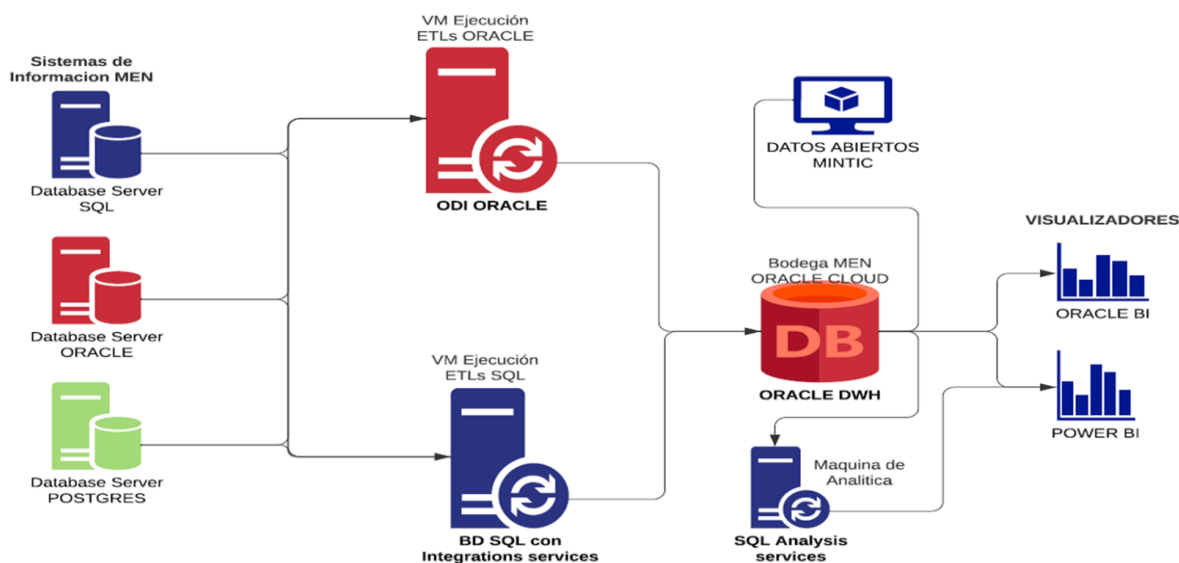 Sistemas de
Informacion MEN
Database Server
SQL
Database Server
ORACLE
Database Server
POSTGRES
VM Ejecución
ETLs ORACLE
ODI ORACLE
VM Ejecución
ETLs SQL
BD SQL con
Integrations services
DATOS ABIERTOS
MINTIC
Bodega MEN
ORACLE CLOUD
DB
ORACLE DWH
Maquina de
Analitica
SQL Analysis
services
VISUALIZADORES
ORACLE BI
POWER BI